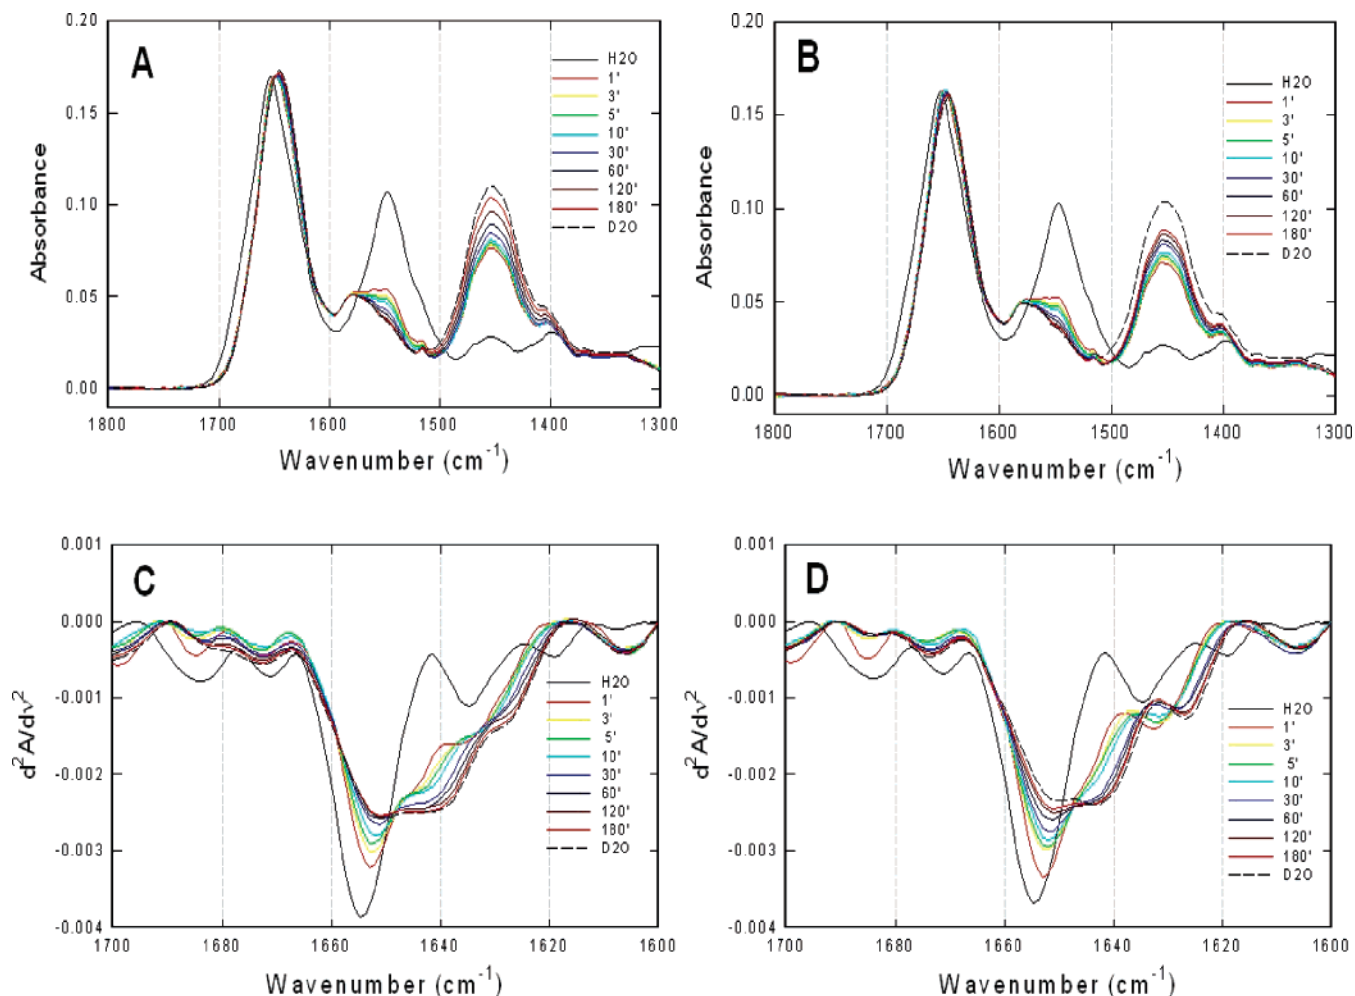 A
0.20
0.15
0.10
0.05
0.00
Absorbance
1800 1700 1600 1500 1400 1300
Wavenumber (cm-1)
H2O
1'
3'
5'
10'
30'
60'
120'
180'
D2O
B
0.20
0.15
0.10
0.05
0.00
Absorbance
1800 1700 1600 1500 1400 1300
Wavenumber (cm-1)
H2O
1'
3'
5'
10'
30'
60'
120'
180'
D2O
C
0.001
0.000
-0.001
-0.002
-0.003
-0.004
d2A/dν2
1700 1680 1660 1640 1620 1600
Wavenumber (cm-1)
H2O
1'
3'
5'
10'
30'
60'
120'
180'
D2O
D
0.001
0.000
-0.001
-0.002
-0.003
-0.004
d2A/dν2
1700 1680 1660 1640 1620 1600
Wavenumber (cm-1)
H2O
1'
3'
5'
10'
30'
60'
120'
180'
D2O